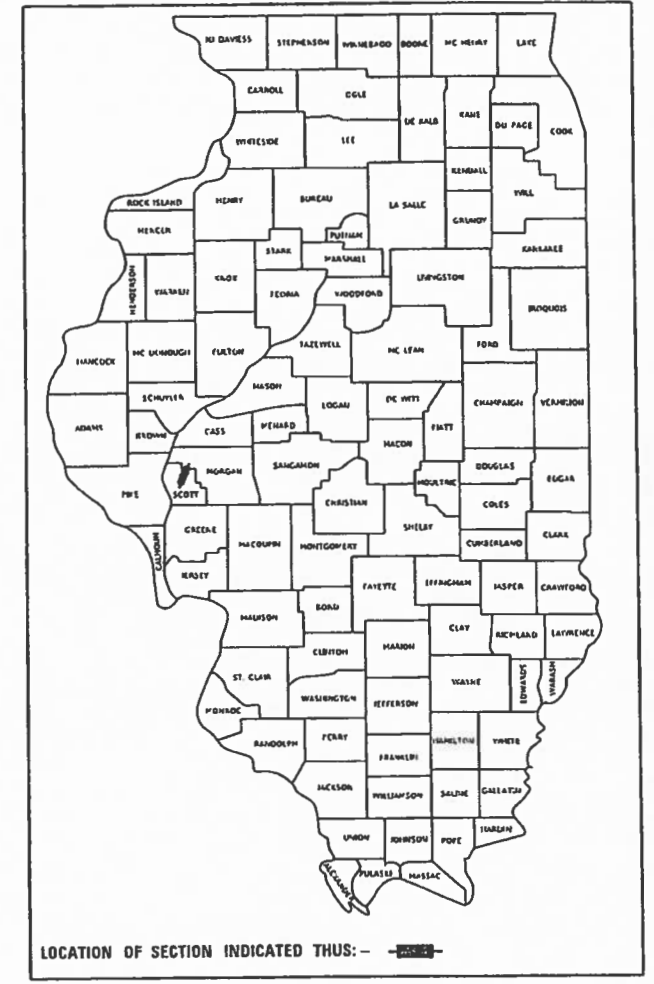 JO DAVIESS STEPHENSON WINNEBAGO BOONE MC HENRY LAKE
CARROLL OGLE DE KALB KANE DU PAGE COOK
WHITESIDE LEE KENDALL WILL
ROCK ISLAND HENRY BUREAU LA SALLE GRUNDY
MERCER STARK PUTNAM MARSHALL KANKAKEE
HENDERSON WARREN KNOX PEORIA WOODFORD LIVINGSTON IROQUOIS
HANCOCK MC DONOUGH FULTON TAZEWELL MC LEAN FORD
SCHUYLER MASON LOGAN DE WITT CHAMPAIGN VERMILION
ADAMS BROWN CASS MENARD MACON PIATT
PIKE SCOTT MORGAN SANGAMON CHRISTIAN MOULTRIE DOUGLAS EDGAR
COLES
CALHOUN GREENE MACOUPIN MONTGOMERY SHELBY CUMBERLAND CLARK
JERSEY FAYETTE EFFINGHAM JASPER CRAWFORD
MADISON BOND CLAY RICHLAND LAWRENCE
CLINTON MARION
ST. CLAIR WASHINGTON JEFFERSON WAYNE EDWARDS WABASH
MONROE
RANDOLPH PERRY FRANKLIN HAMILTON WHITE
JACKSON WILLIAMSON SALINE GALLATIN
UNION JOHNSON POPE HARDIN
ALEXANDER PULASKI MASSAC
LOCATION OF SECTION INDICATED THUS: –